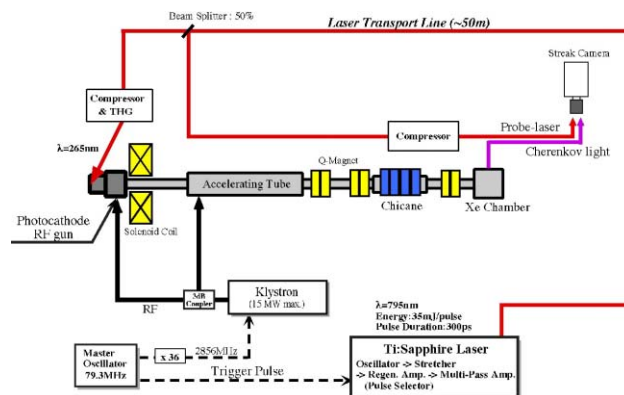 Beam Splitter : 50%
Laser Transport Line (~50m)
Streak Camera
Compressor
& THG
Compressor
Probe-laser
Cherenkov light
λ=265nm
Q-Magnet
Accelerating Tube
Chicane
Xe Chamber
Photocathode
RF gun
Solenoid Coil
3dB
Coupler
RF
Klystron
(15 MW max.)
λ=795nm
Energy:35mJ/pulse
Pulse Duration:300ps
2856MHz
x 36
Master
Oscillator
79.3MHz
Trigger Pulse
Ti:Sapphire Laser
Oscillator -> Stretcher
-> Regen. Amp. -> Multi-Pass Amp.
(Pulse Selector)